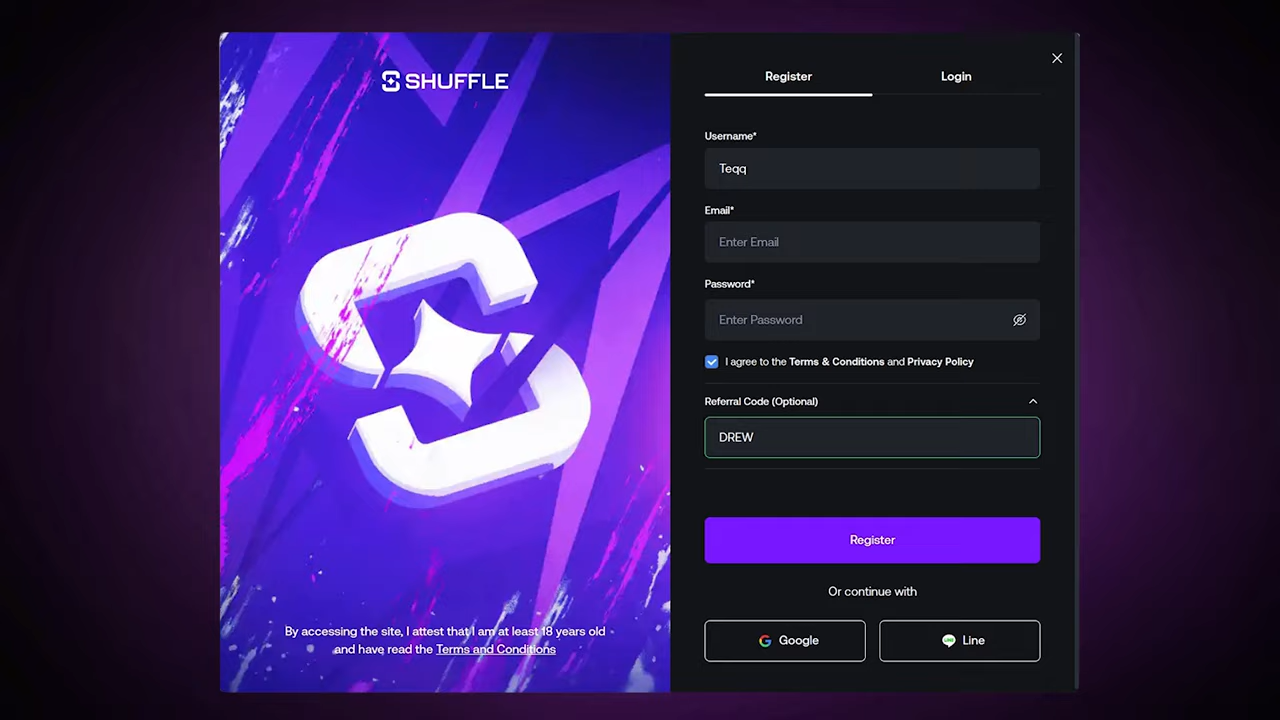 SHUFFLE
By accessing the site, I attest that I am at least 18 years old
and have read the Terms and Conditions
Register
Login
Username*
Teqq
Email*
Enter Email
Password*
Enter Password
I agree to the Terms & Conditions and Privacy Policy
Referral Code (Optional)
DREW
Register
Or continue with
Google
Line